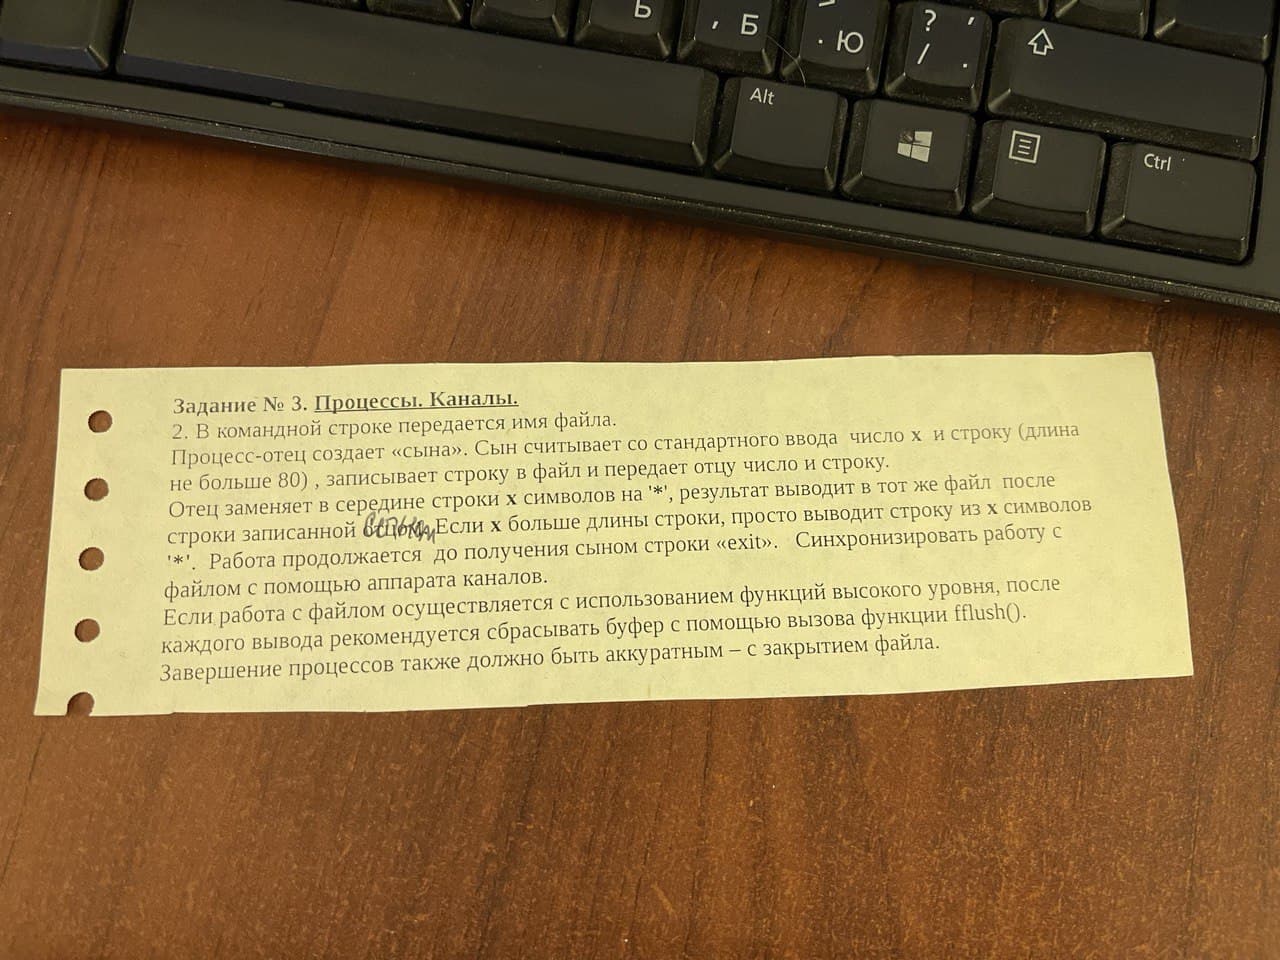 Б
, Б
. Ю
? ,
/ .
Alt
Ctrl
Задание № 3. Процессы. Каналы.
2. В командной строке передается имя файла.
Процесс-отец создает «сына». Сын считывает со стандартного ввода число x и строку (длина
не больше 80) , записывает строку в файл и передает отцу число и строку.
Отец заменяет в середине строки x символов на '*', результат выводит в тот же файл после
строки записанной сыном Если x больше длины строки, просто выводит строку из x символов
'*'. Работа продолжается до получения сыном строки «exit». Синхронизировать работу с
файлом с помощью аппарата каналов.
Если работа с файлом осуществляется с использованием функций высокого уровня, после
каждого вывода рекомендуется сбрасывать буфер с помощью вызова функции fflush().
Завершение процессов также должно быть аккуратным – с закрытием файла.